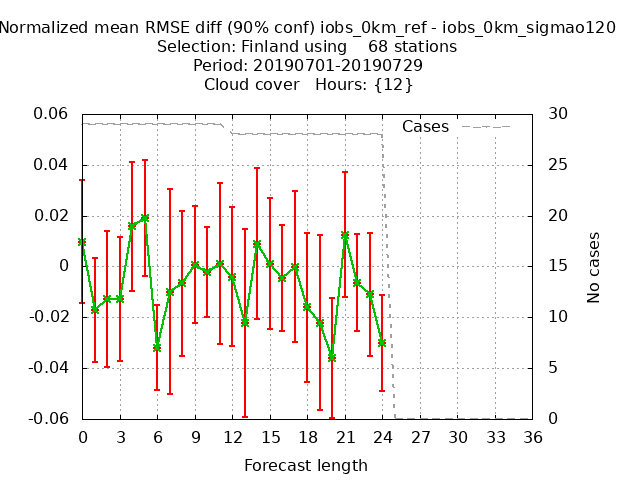 Normalized mean RMSE diff (90% conf) iobs_0km_ref - iobs_0km_sigmao120
Selection: Finland using 68 stations
Period: 20190701-20190729
Cloud cover Hours: {12}
Cases
0.06
0.04
0.02
0
-0.02
-0.04
-0.06
30
25
20
15
10
5
0
No cases
0 3 6 9 12 15 18 21 24 27 30 33 36
Forecast length